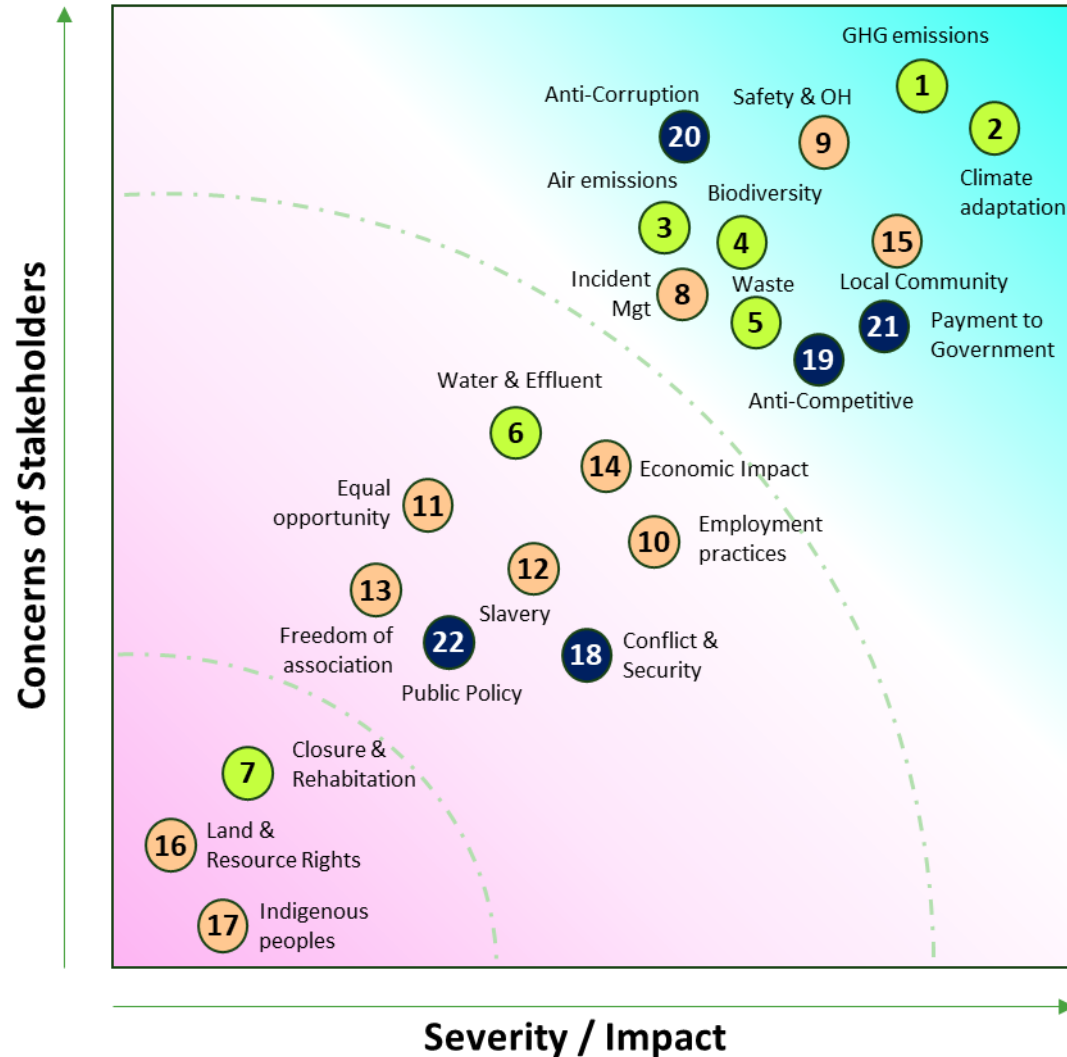 Concerns of Stakeholders
GHG emissions
1
Anti-Corruption
20
Safety & OH
9
2
Climate
adaptation
Air emissions
3
Biodiversity
4
15
Local Community
Incident
Mgt
8
Waste
5
21
Payment to
Government
19
Anti-Competitive
Water & Effluent
6
14
Economic Impact
Equal
opportunity
11
10
Employment
practices
12
Slavery
13
Freedom of
association
22
Public Policy
18
Conflict &
Security
7
Closure &
Rehabitation
16
Land &
Resource Rights
17
Indigenous
peoples
Severity / Impact